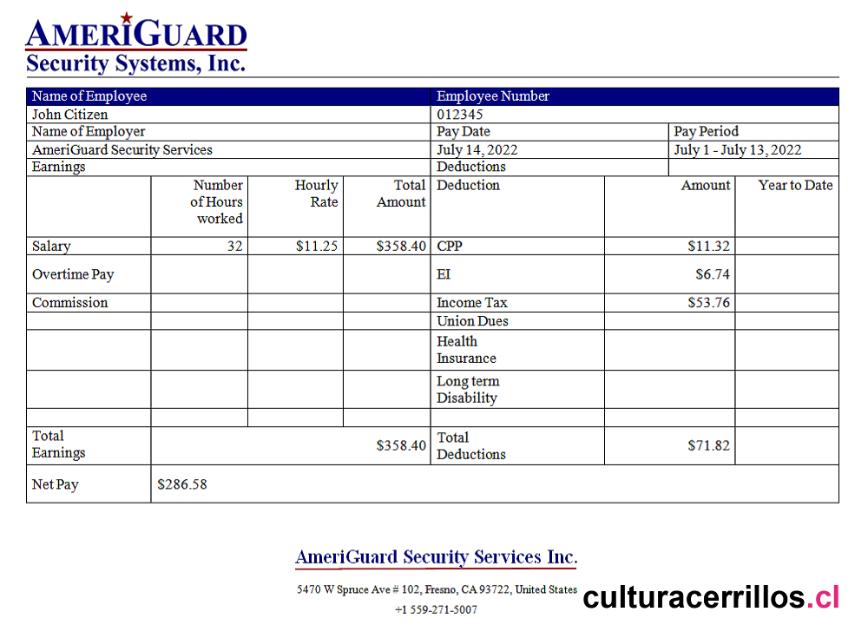 AMERIGUARD
Security Systems, Inc.
Name of Employee Employee Number
John Citizen 012345
Name of Employer Pay Date Pay Period
AmeriGuard Security Services July 14, 2022 July 1 - July 13, 2022
Earnings Deductions
Number of Hours worked Hourly Rate Total Amount Deduction Amount Year to Date
Salary 32 $11.25 $358.40 CPP $11.32
Overtime Pay EI $6.74
Commission Income Tax $53.76
Union Dues
Health
Insurance
Long term
Disability
Total Earnings $358.40 Total Deductions $71.82
Net Pay $286.58
AmeriGuard Security Services Inc.
5470 W Spruce Ave # 102, Fresno, CA 93722, United States
+1 559-271-5007
culturacerrillos.cl